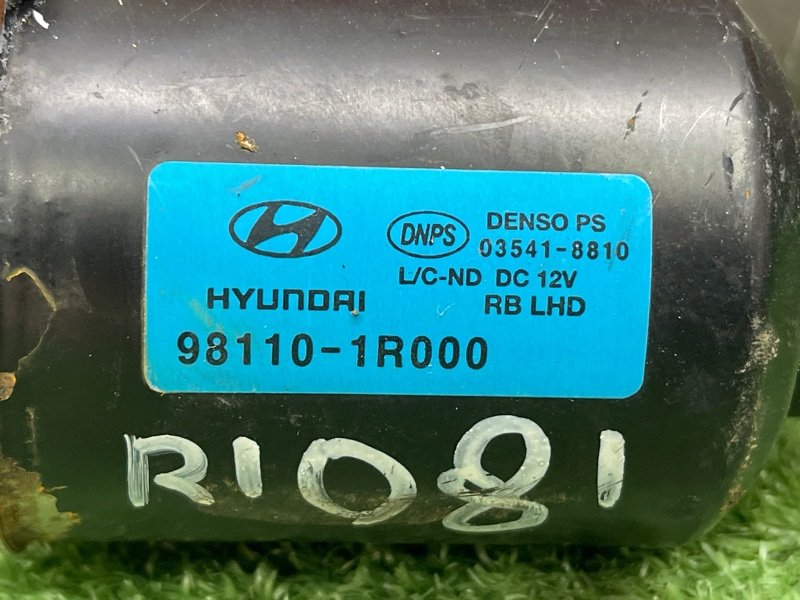 HYUNDAI
98110-1R000
DNPS
DENSO PS
03541-8810
L/C-ND DC 12V
RB LHD
R1081